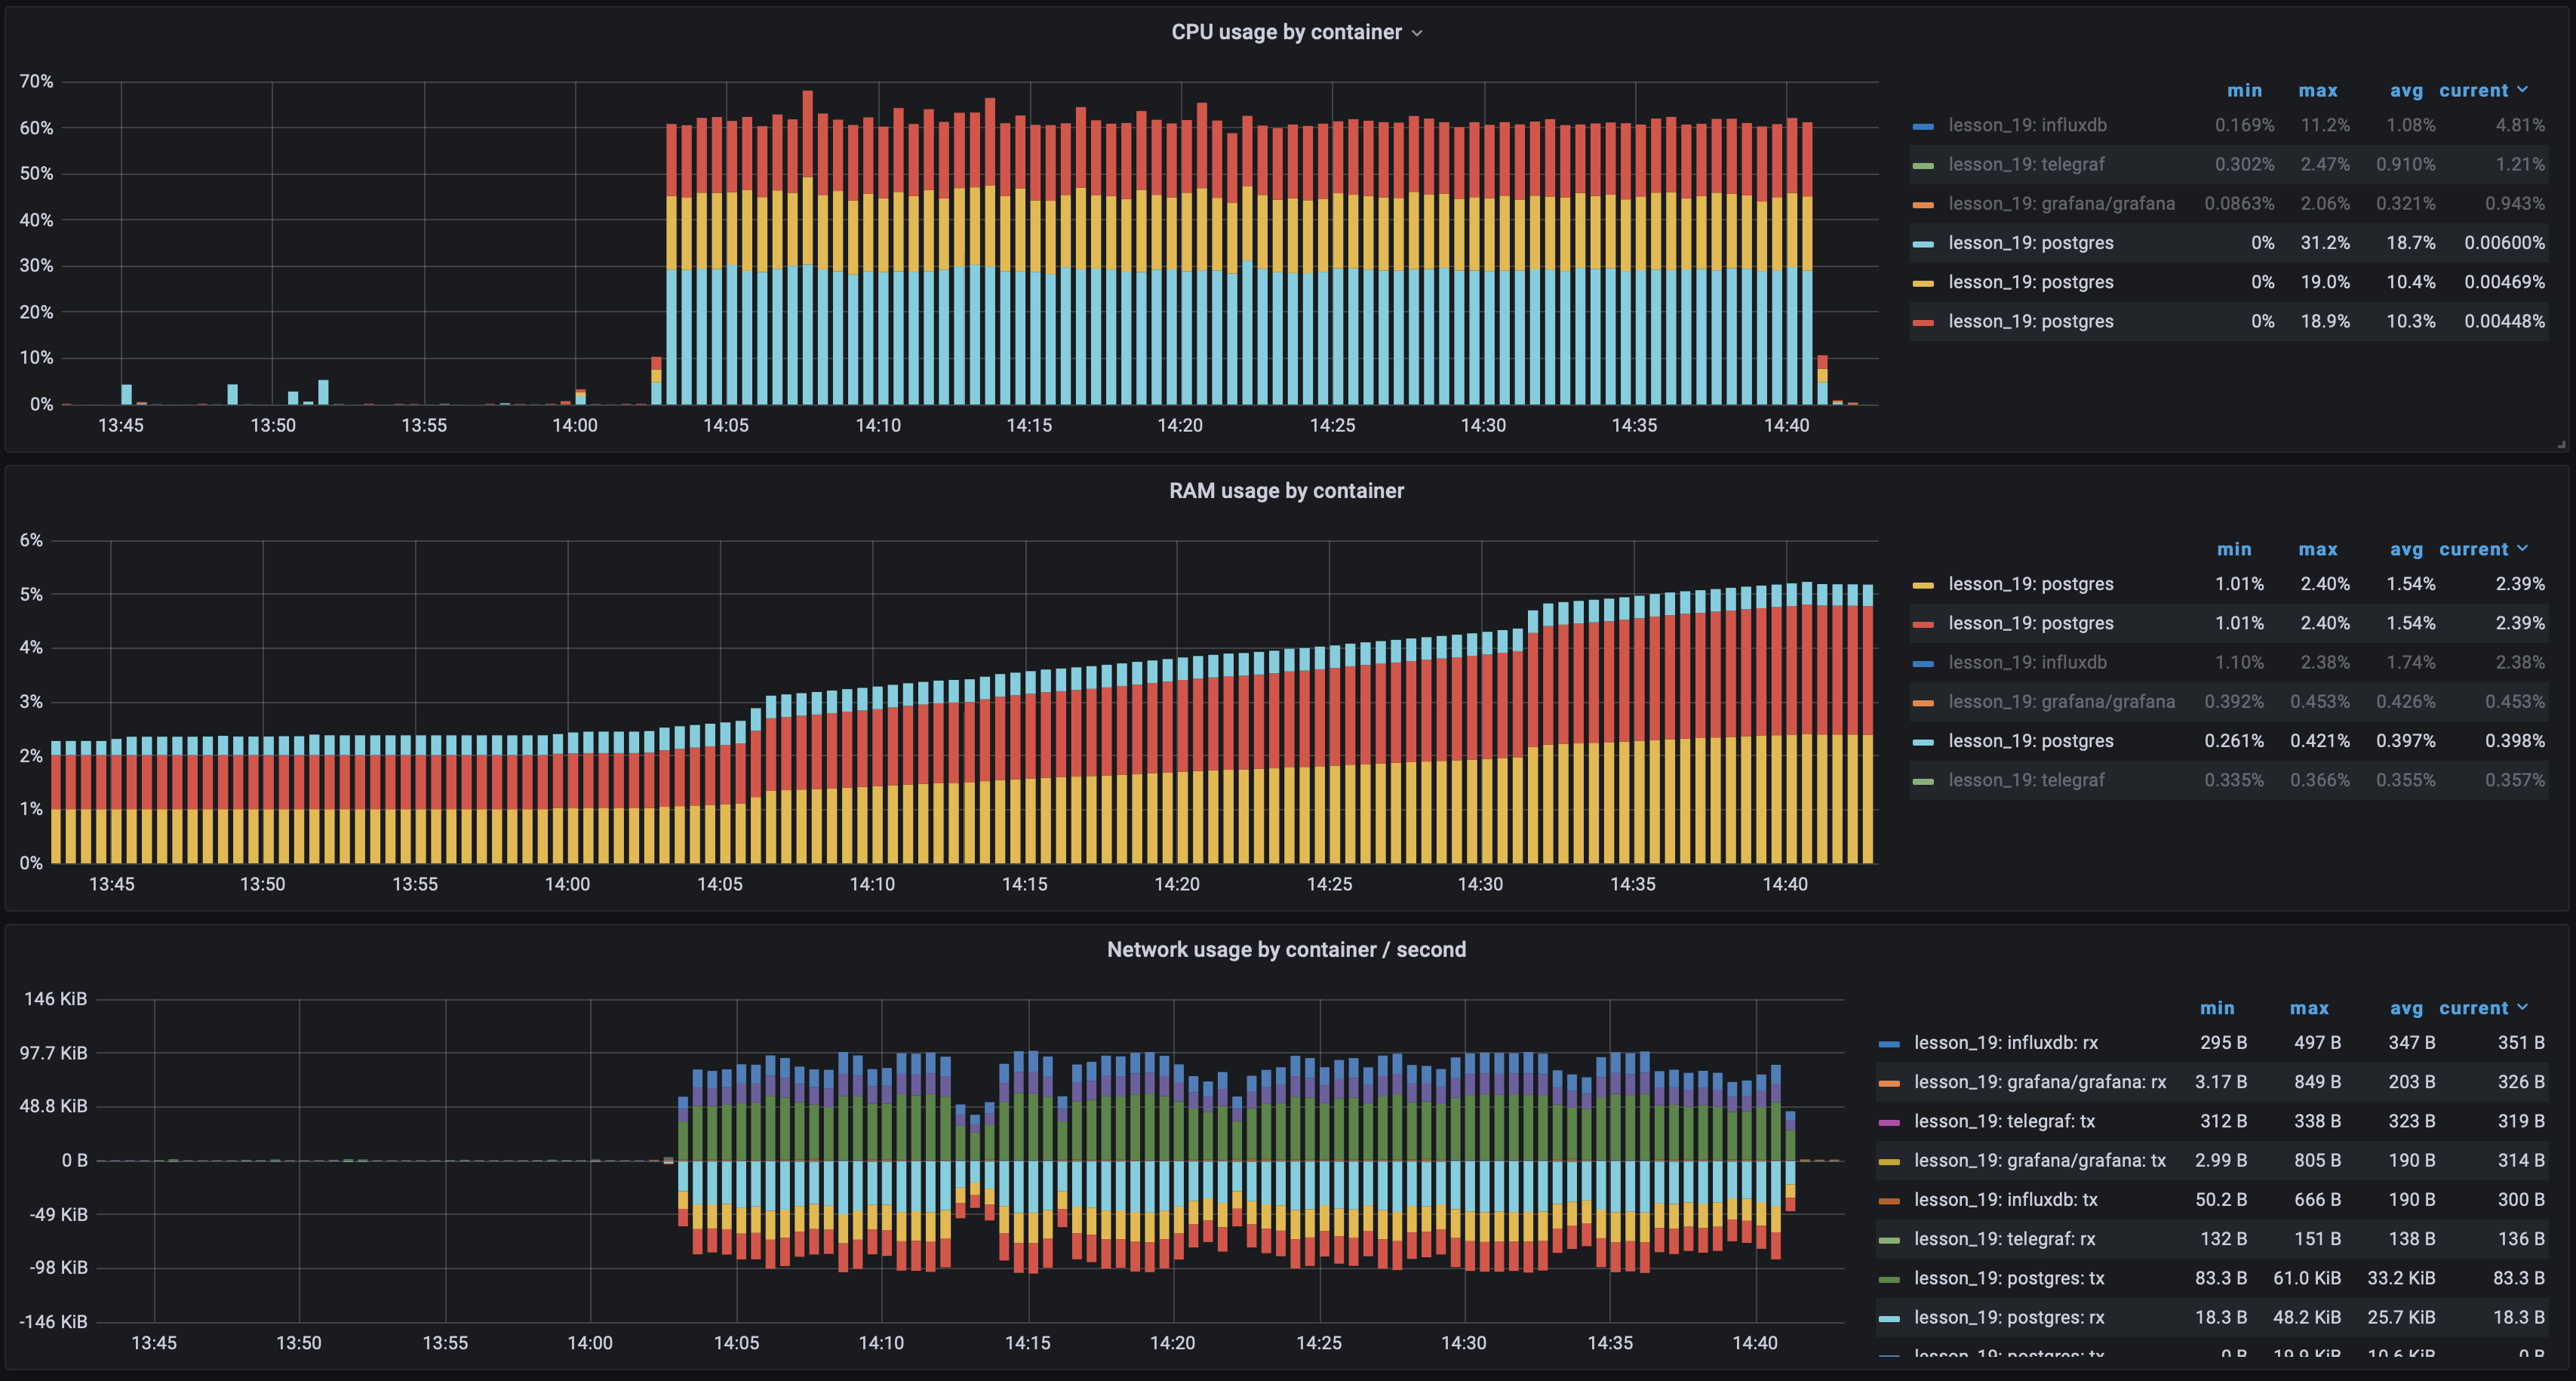 CPU usage by container
70%
60%
50%
40%
30%
20%
10%
0%
13:45 13:50 13:55 14:00 14:05 14:10 14:15 14:20 14:25 14:30 14:35 14:40
min max avg current
lesson_19: influxdb 0.169% 11.2% 1.08% 4.81%
lesson_19: telegraf 0.302% 2.47% 0.910% 1.21%
lesson_19: grafana/grafana 0.0863% 2.06% 0.321% 0.943%
lesson_19: postgres 0% 31.2% 18.7% 0.00600%
lesson_19: postgres 0% 19.0% 10.4% 0.00469%
lesson_19: postgres 0% 18.9% 10.3% 0.00448%
RAM usage by container
6%
5%
4%
3%
2%
1%
0%
13:45 13:50 13:55 14:00 14:05 14:10 14:15 14:20 14:25 14:30 14:35 14:40
min max avg current
lesson_19: postgres 1.01% 2.40% 1.54% 2.39%
lesson_19: postgres 1.01% 2.40% 1.54% 2.39%
lesson_19: influxdb 1.10% 2.38% 1.74% 2.38%
lesson_19: grafana/grafana 0.392% 0.453% 0.426% 0.453%
lesson_19: postgres 0.261% 0.421% 0.397% 0.398%
lesson_19: telegraf 0.335% 0.366% 0.355% 0.357%
Network usage by container / second
146 KiB
97.7 KiB
48.8 KiB
0 B
-49 KiB
-98 KiB
-146 KiB
13:45 13:50 13:55 14:00 14:05 14:10 14:15 14:20 14:25 14:30 14:35 14:40
min max avg current
lesson_19: influxdb: rx 295 B 497 B 347 B 351 B
lesson_19: grafana/grafana: rx 3.17 B 849 B 203 B 326 B
lesson_19: telegraf: tx 312 B 338 B 323 B 319 B
lesson_19: grafana/grafana: tx 2.99 B 805 B 190 B 314 B
lesson_19: influxdb: tx 50.2 B 666 B 190 B 300 B
lesson_19: telegraf: rx 132 B 151 B 138 B 136 B
lesson_19: postgres: tx 83.3 B 61.0 KiB 33.2 KiB 83.3 B
lesson_19: postgres: rx 18.3 B 48.2 KiB 25.7 KiB 18.3 B
lesson_19: postgres: tx 0 B 19.9 KiB 10.6 KiB 0 B